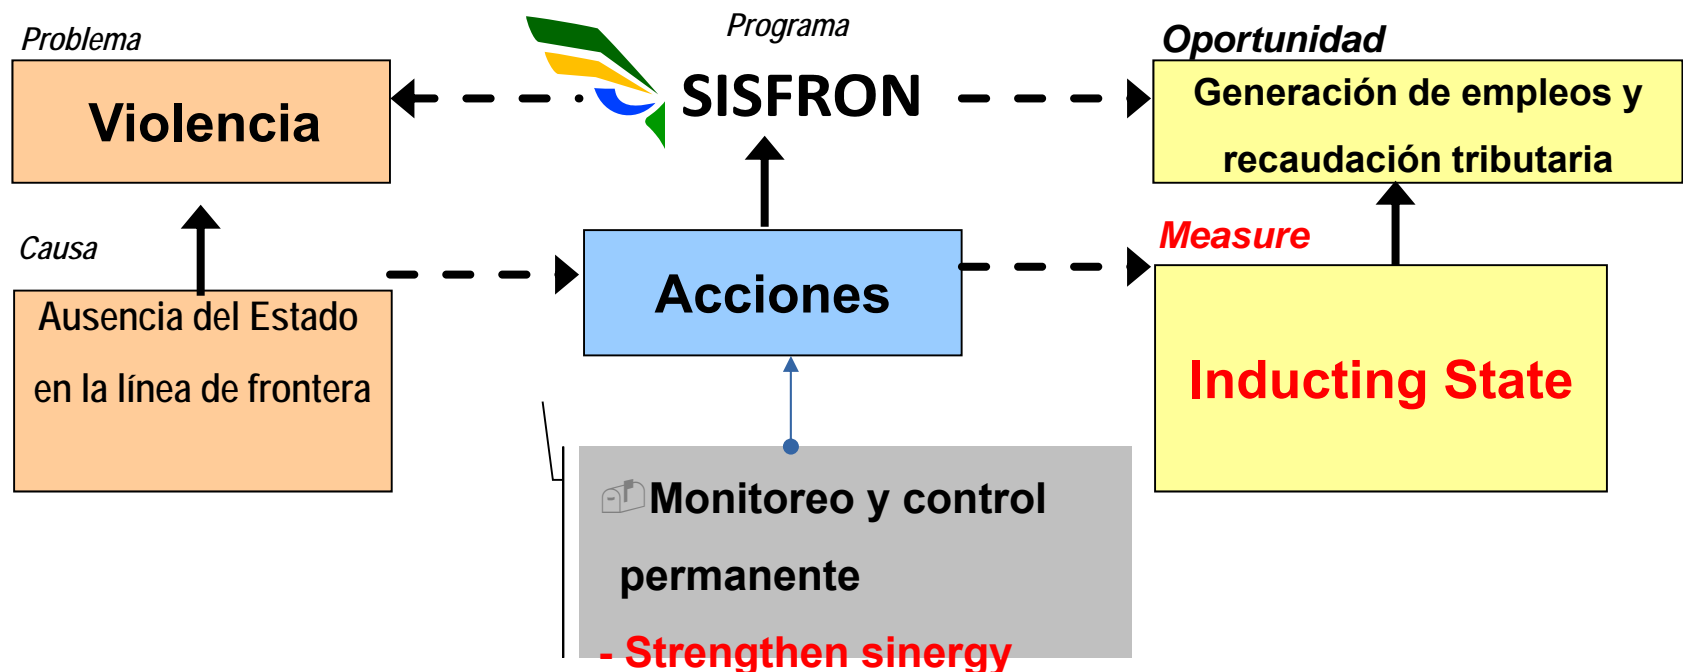 Problema
Violencia
Causa
Ausencia del Estado
en la línea de frontera
Programa
SISFRON
Acciones
Monitoreo y control
permanente
- Strengthen sinergy
Oportunidad
Generación de empleos y
recaudación tributaria
Measure
Inducting State